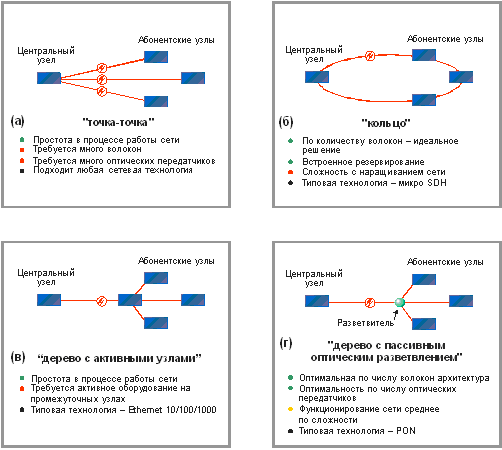 Центральный
узел
Абонентские узлы
(а)
"точка-точка"
Простота в процессе работы сети
Требуется много волокон
Требуется много оптических передатчиков
Подходит любая сетевая технология
Центральный
узел
Абонентские узлы
(б)
"кольцо"
По количеству волокон – идеальное
решение
Встроенное резервирование
Сложность с наращиванием сети
Типовая технология – микро SDH
Центральный
узел
Абонентские узлы
(в)
"дерево с активными узлами"
Простота в процессе работы сети
Требуется активное оборудование на
промежуточных узлах
Типовая технология – Ethernet 10/100/1000
Центральный
узел
Абонентские узлы
Разветвитель
(г)
"дерево с пассивным
оптическим разветвлением"
Оптимальная по числу волокон архитектура
Оптимальность по числу оптических
передатчиков
Функционирование сети среднее
по сложности
Типовая технология – PON